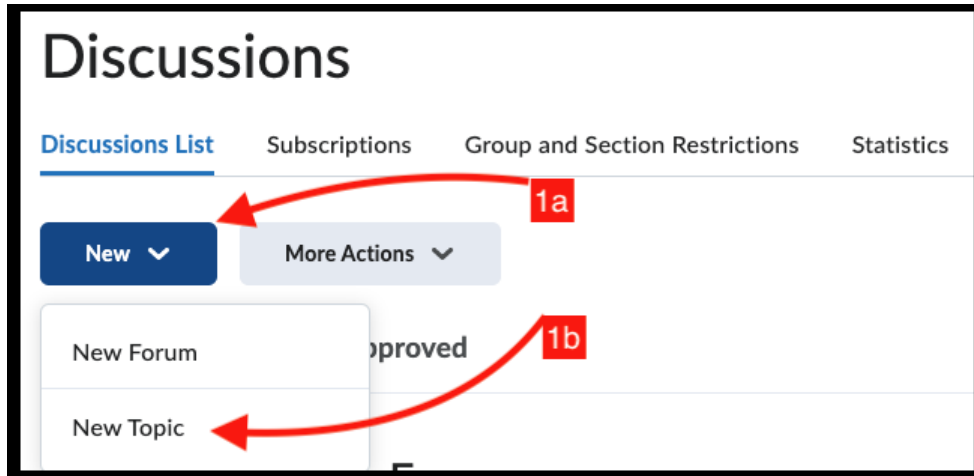 Discussions
Discussions List Subscriptions Group and Section Restrictions Statistics
1a
New More Actions
New Forum
1b
New Topic